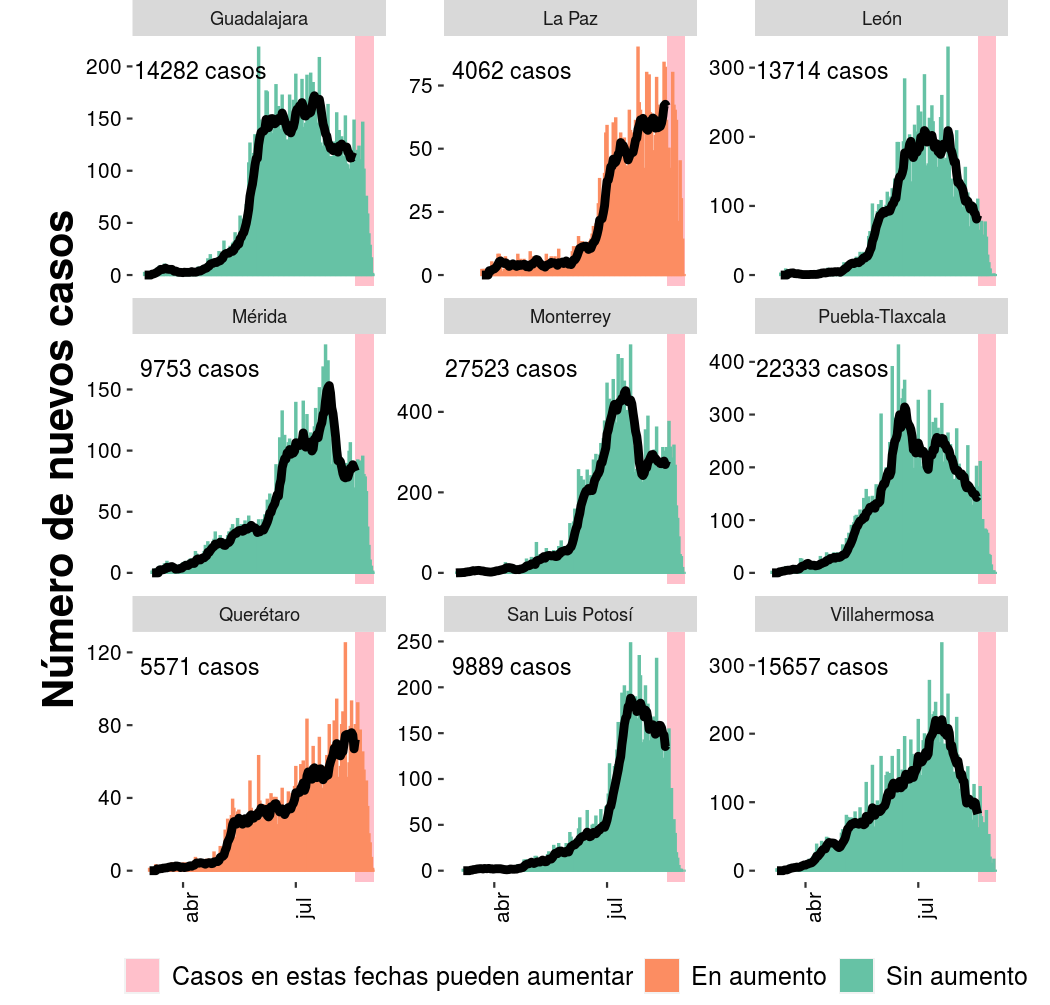 Número de nuevos casos
Guadalajara
14282 casos
200
150
100
50
0
La Paz
4062 casos
75
50
25
0
León
13714 casos
300
200
100
0
Mérida
9753 casos
150
100
50
0
Monterrey
27523 casos
400
200
0
Puebla-Tlaxcala
22333 casos
400
300
200
100
0
Querétaro
5571 casos
120
80
40
0
abr
jul
San Luis Potosí
9889 casos
250
200
150
100
50
0
abr
jul
Villahermosa
15657 casos
300
200
100
0
abr
jul
Casos en estas fechas pueden aumentar
En aumento
Sin aumento